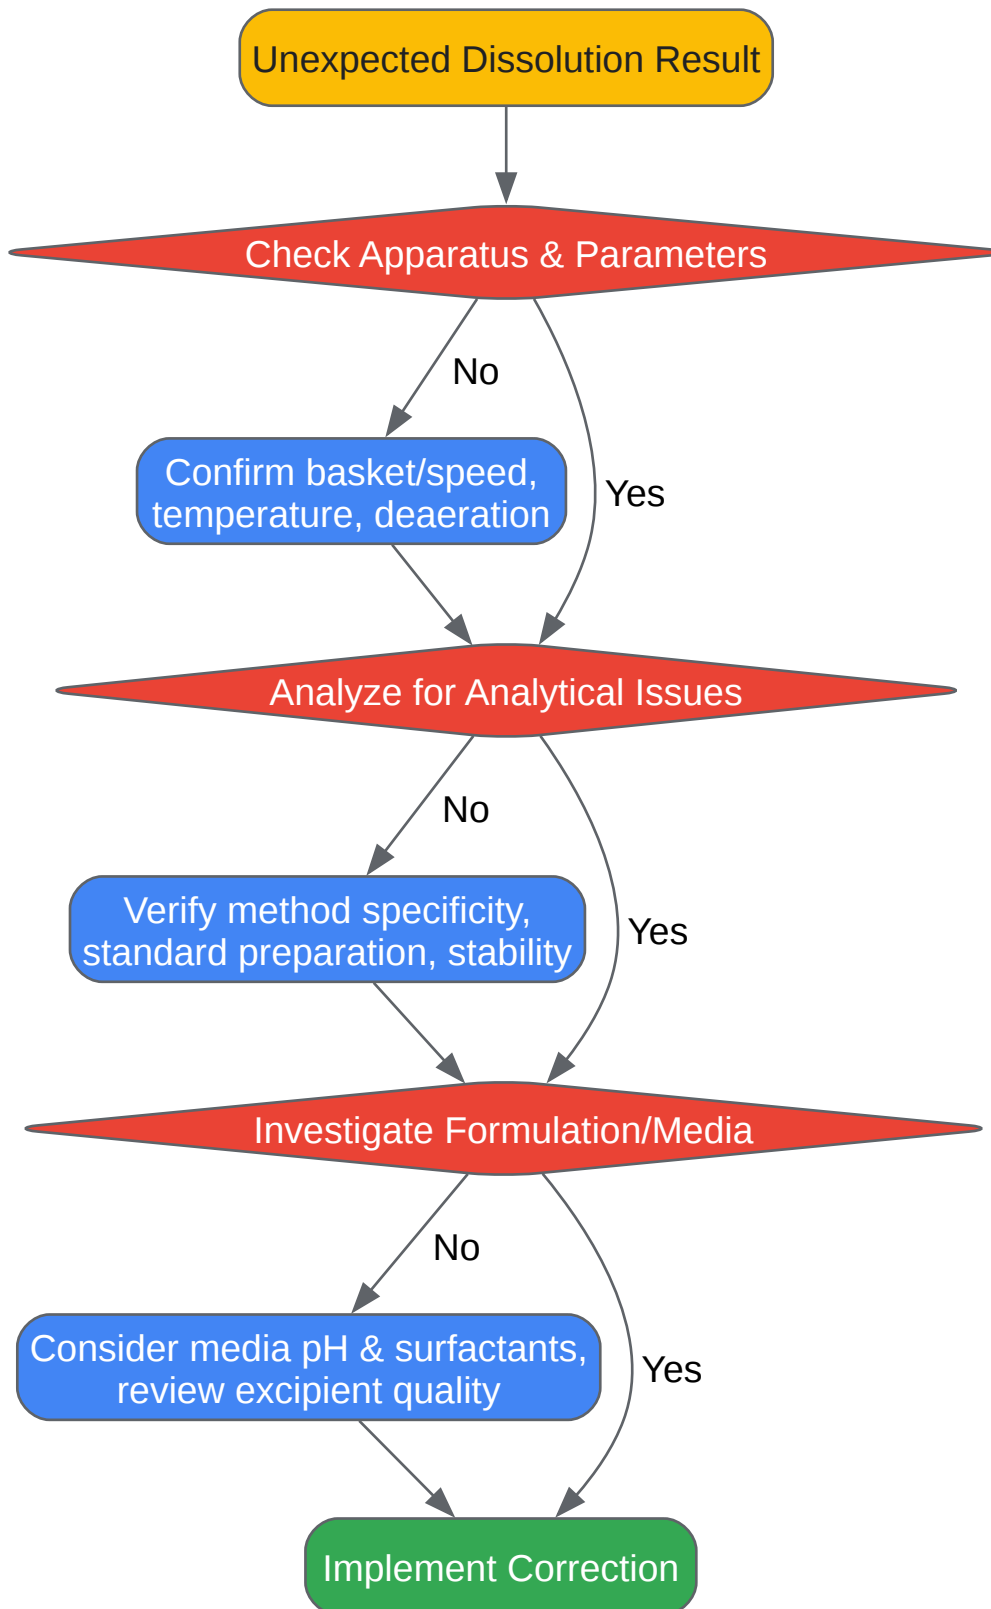 Unexpected Dissolution Result
Check Apparatus & Parameters
No
Confirm basket/speed,
temperature, deaeration
Yes
Analyze for Analytical Issues
No
Verify method specificity,
standard preparation, stability
Yes
Investigate Formulation/Media
No
Consider media pH & surfactants,
review excipient quality
Yes
Implement Correction